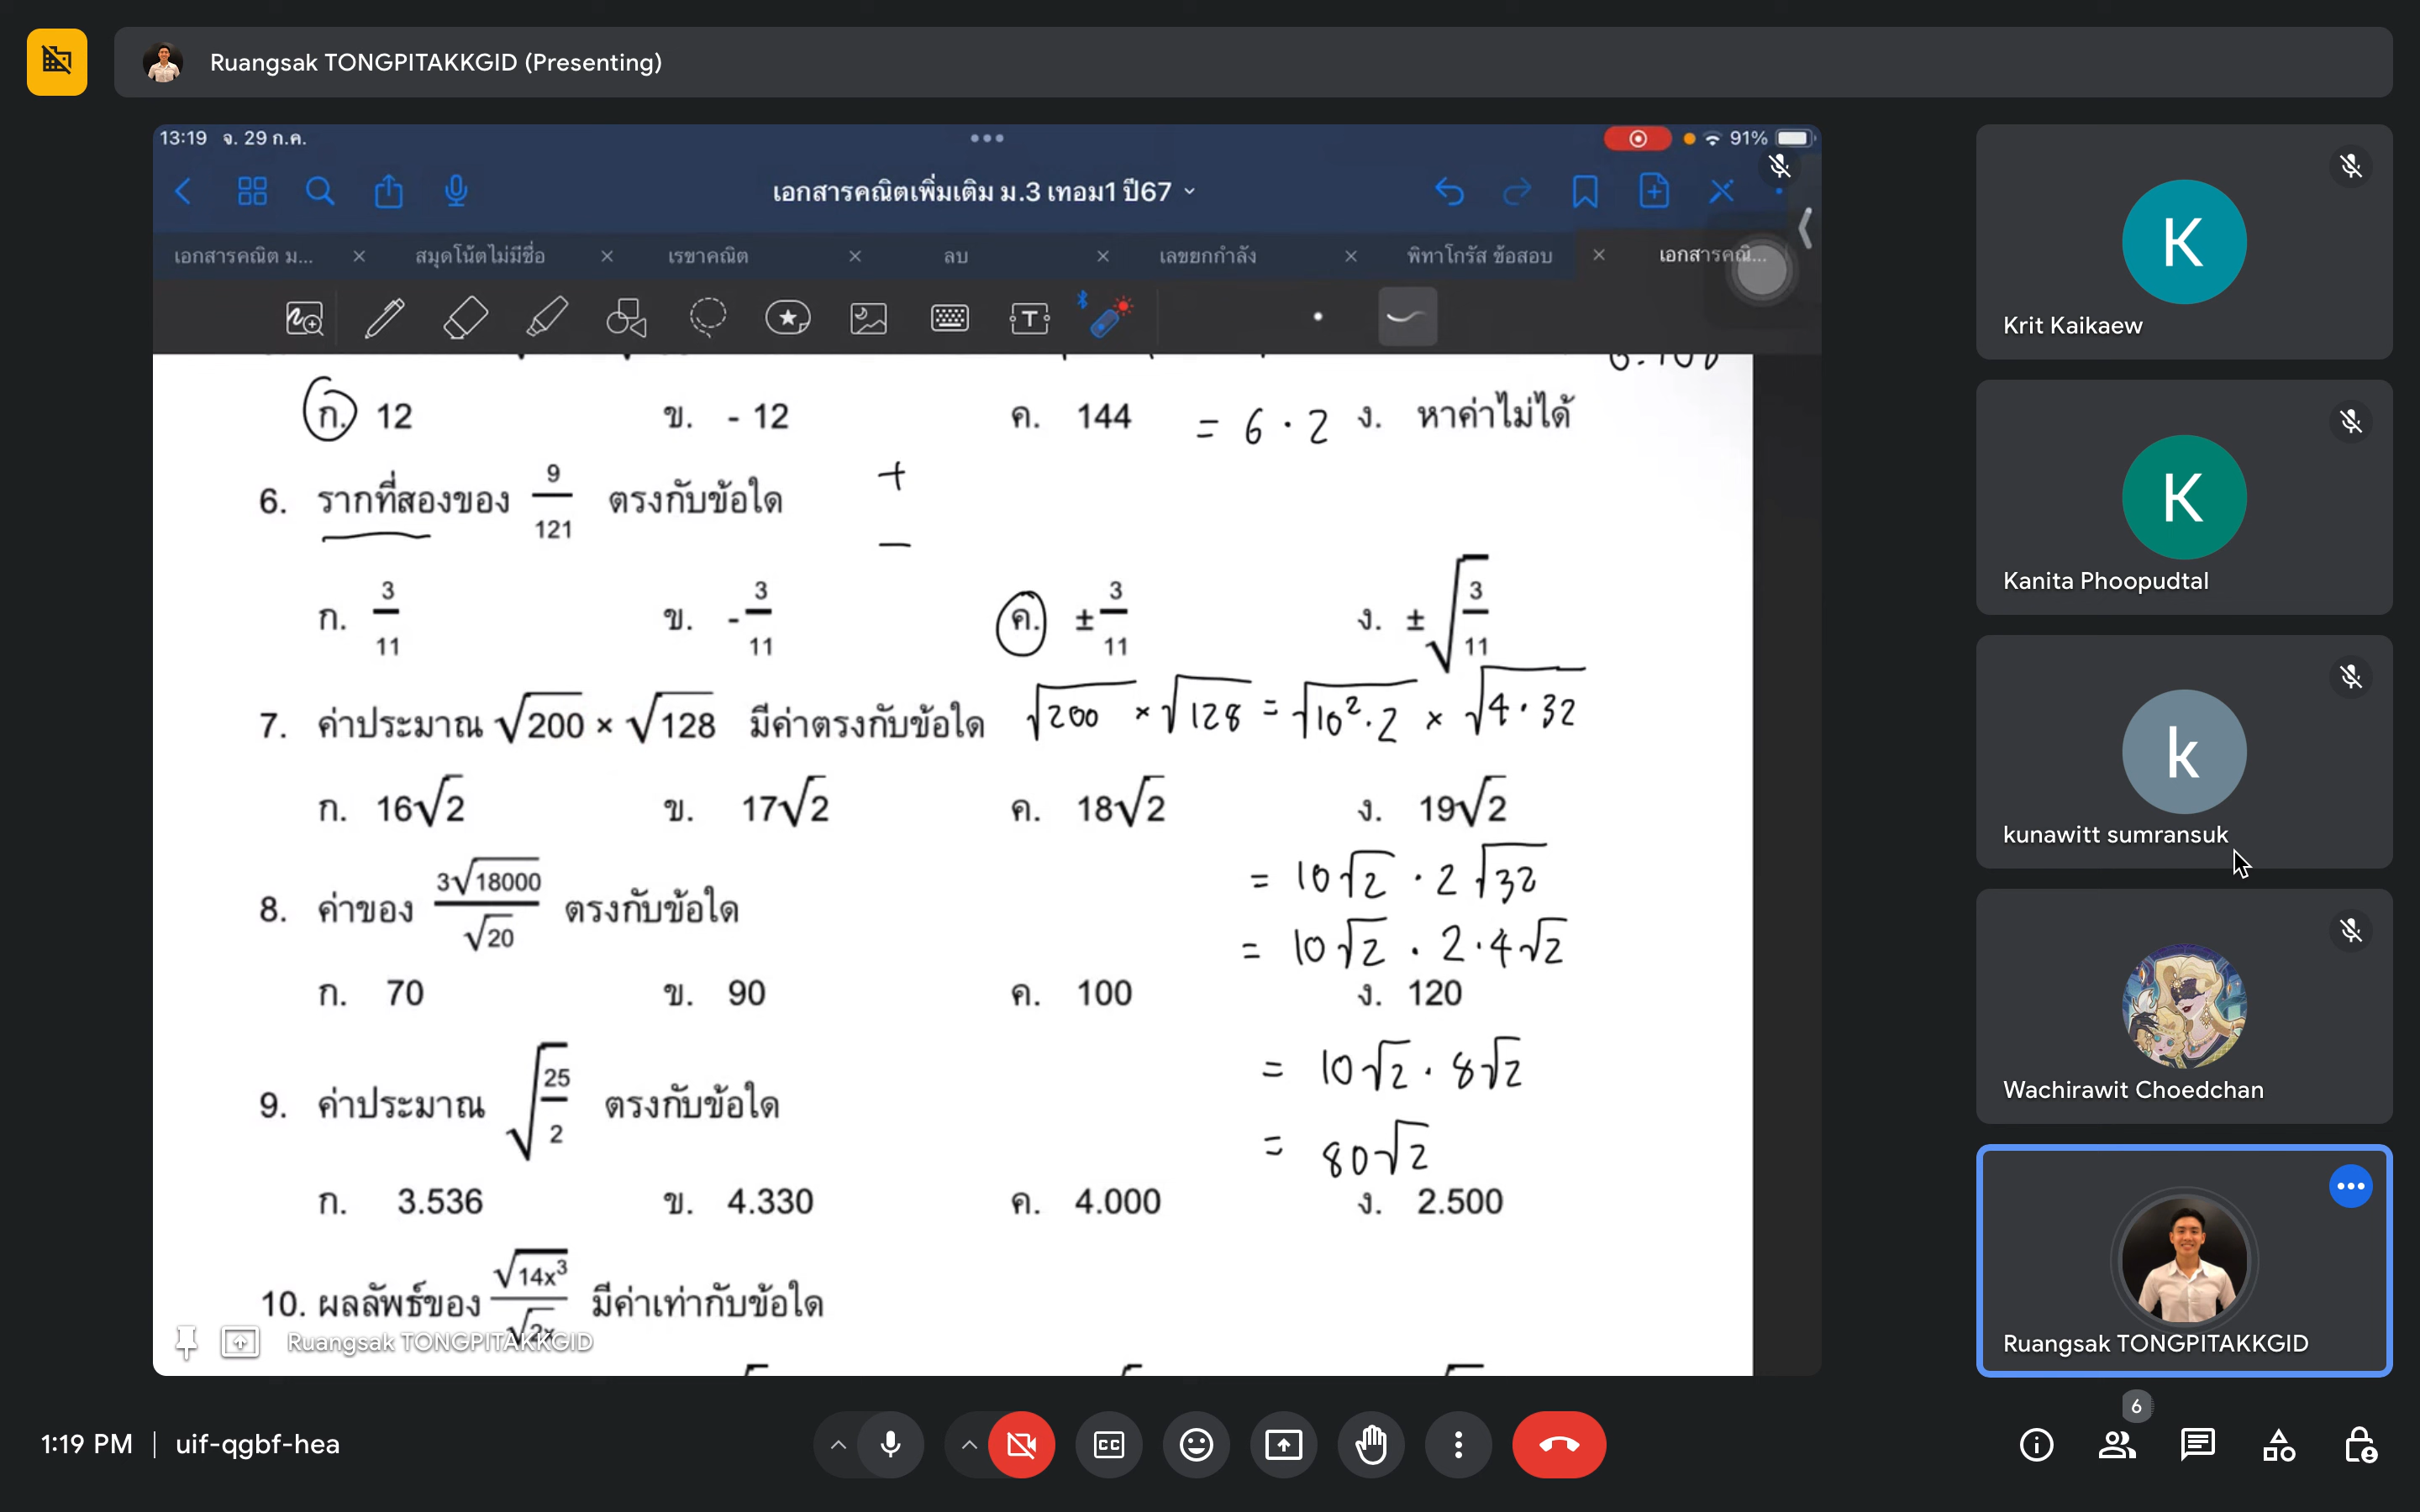 Ruangsak TONGPITAKKGID (Presenting)
13:19 จ. 29 ก.ค.
91%
เอกสารคณิตเพิ่มเติม ม.3 เทอม1 ปี67
เอกสารคณิต ม... × สมุดโน้ตไม่มีชื่อ × เรขาคณิต × ลบ × เลขยกกำลัง × พิทาโกรัส ข้อสอบ × เอกสารคณิ...
ก. 12 ข. - 12 ค. 144 = 6 · 2 ง. หาค่าไม่ได้
+
6. รากที่สองของ 9/121 ตรงกับข้อใด
−
ก. 3/11 ข. -3/11 ค. ±3/11 ง. ±√(3/11)
7. ค่าประมาณ √200 × √128 มีค่าตรงกับข้อใด √200 × √128 = √10²·2 × √4·32
ก. 16√2 ข. 17√2 ค. 18√2 ง. 19√2
= 10√2 · 2√32
8. ค่าของ 3√18000/√20 ตรงกับข้อใด
= 10√2 · 2·4√2
ก. 70 ข. 90 ค. 100 ง. 120
= 10√2 · 8√2
9. ค่าประมาณ √(25/2) ตรงกับข้อใด
= 80√2
ก. 3.536 ข. 4.330 ค. 4.000 ง. 2.500
10. ผลลัพธ์ของ √14x³/√2x มีค่าเท่ากับข้อใด
Ruangsak TONGPITAKKGID
K
Krit Kaikaew
K
Kanita Phoopudtal
k
kunawitt sumransuk
Wachirawit Choedchan
Ruangsak TONGPITAKKGID
1:19 PM | uif-qgbf-hea
CC
6